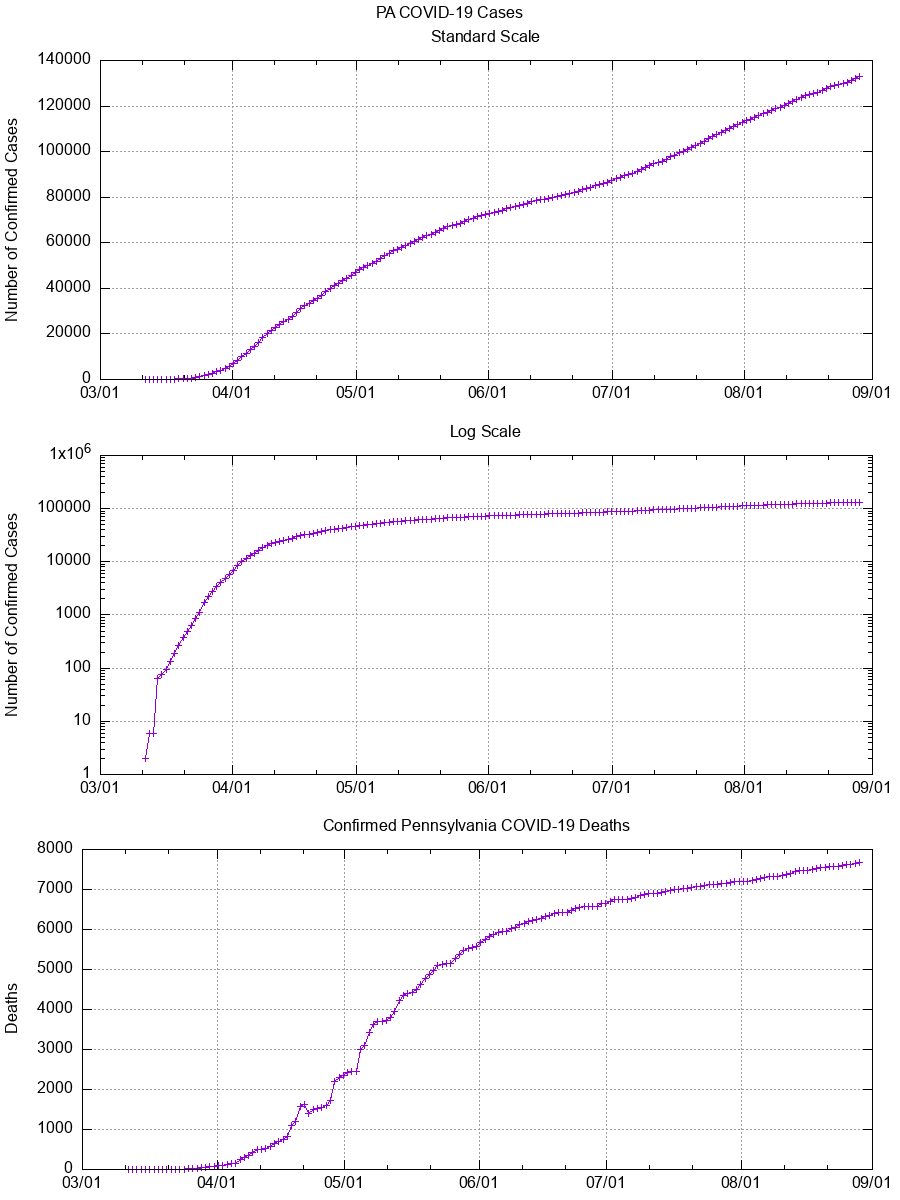 PA COVID-19 Cases
Standard Scale
Number of Confirmed Cases
140000
120000
100000
80000
60000
40000
20000
0
03/01 04/01 05/01 06/01 07/01 08/01 09/01
Log Scale
Number of Confirmed Cases
1x10⁶
100000
10000
1000
100
10
1
03/01 04/01 05/01 06/01 07/01 08/01 09/01
Confirmed Pennsylvania COVID-19 Deaths
Deaths
8000
7000
6000
5000
4000
3000
2000
1000
0
03/01 04/01 05/01 06/01 07/01 08/01 09/01